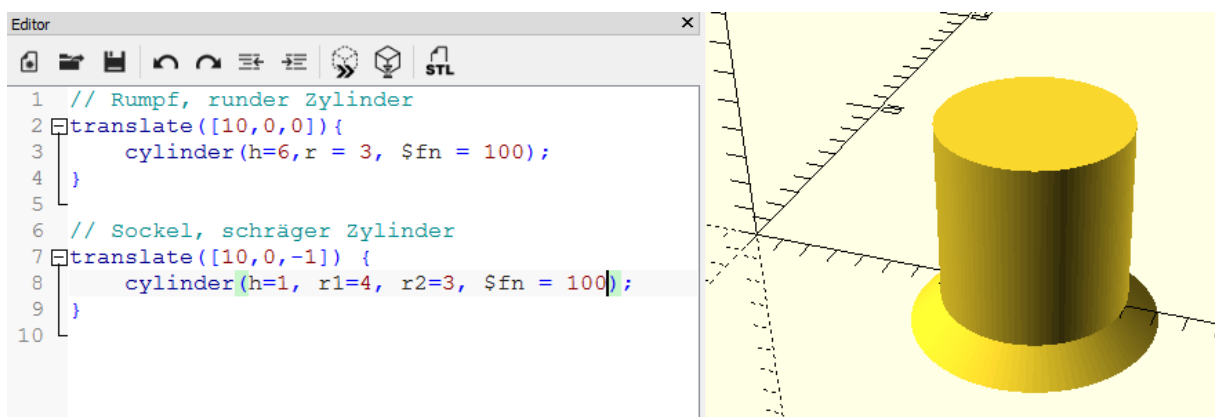 Editor
STL
1 // Rumpf, runder Zylinder
2 translate([10,0,0]){
3 cylinder(h=6,r = 3, $fn = 100);
4 }
5
6 // Sockel, schräger Zylinder
7 translate([10,0,-1]) {
8 cylinder(h=1, r1=4, r2=3, $fn = 100);
9 }
10